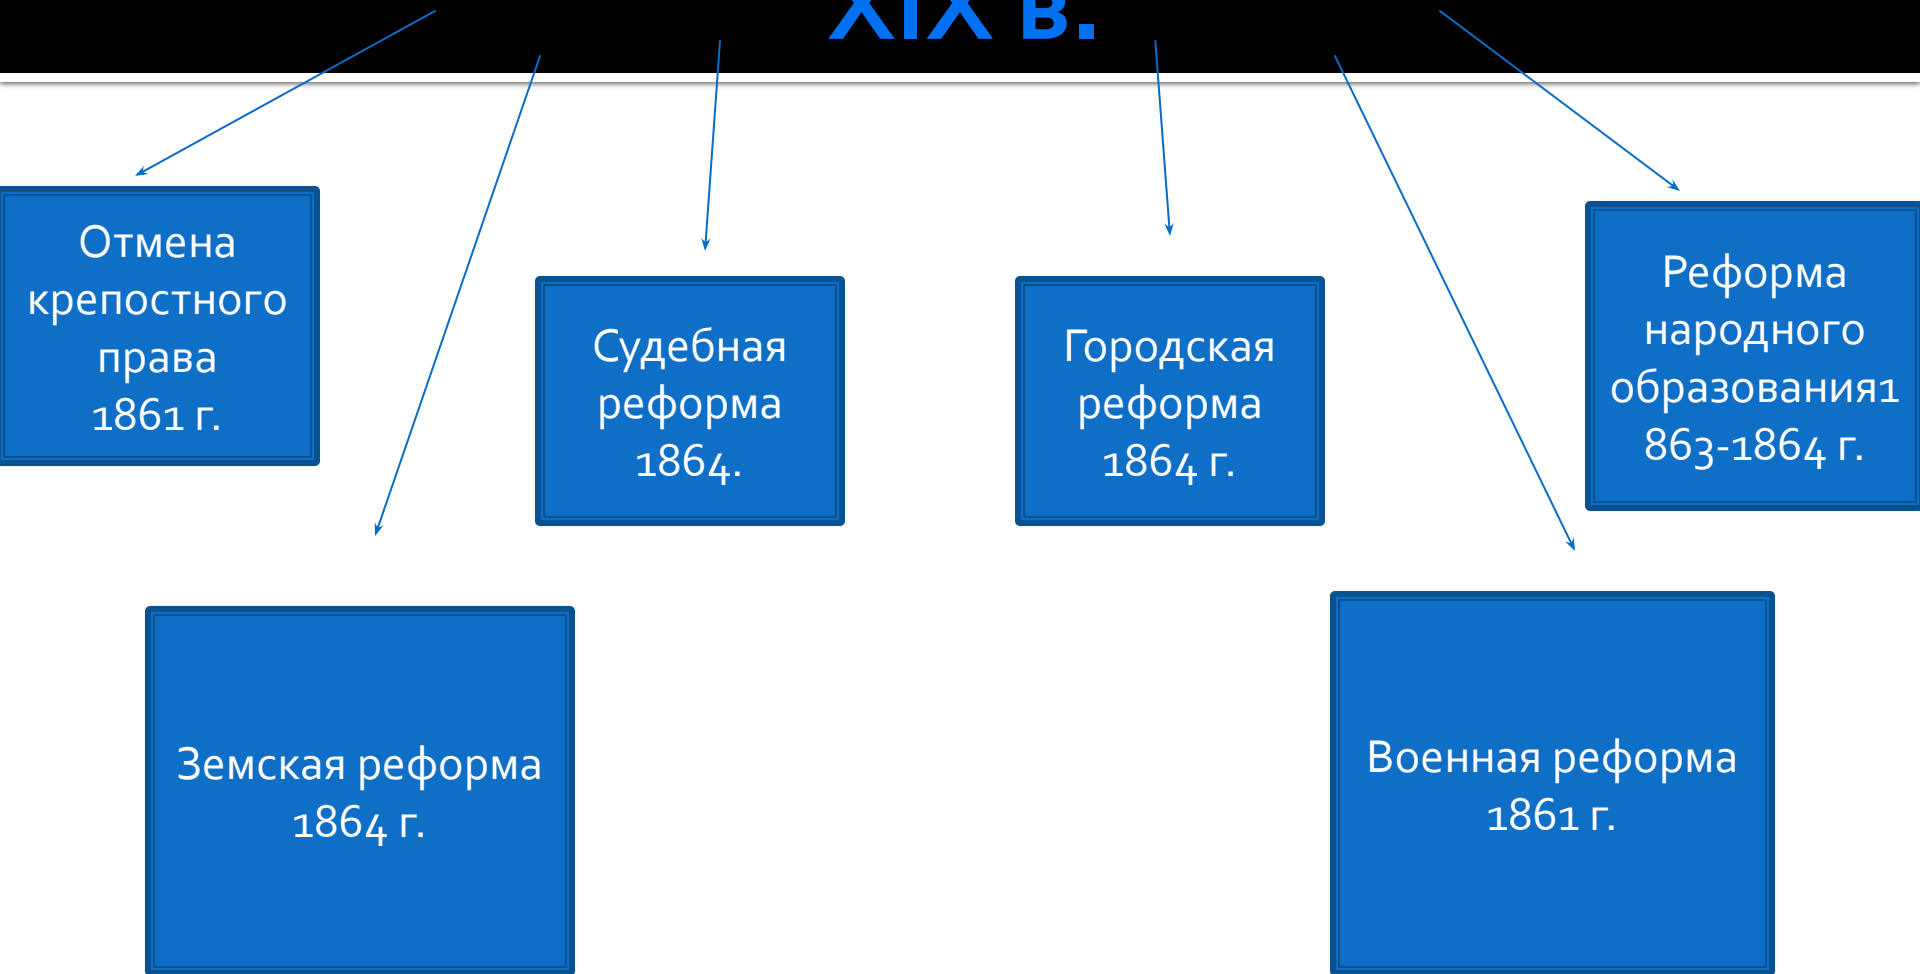 XIX в.
Отмена
крепостного
права
1861 г.
Судебная
реформа
1864.
Городская
реформа
1864 г.
Реформа
народного
образования1
863-1864 г.
Земская реформа
1864 г.
Военная реформа
1861 г.